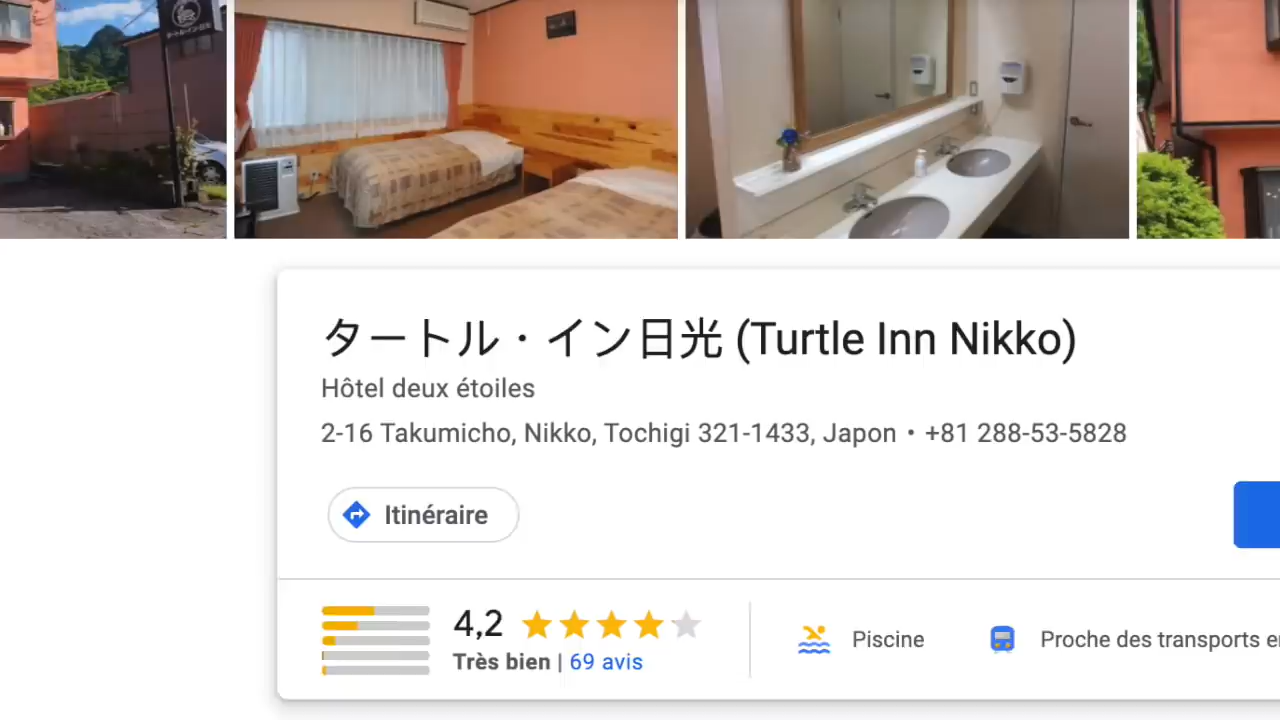 タートル・イン日光 (Turtle Inn Nikko)
Hôtel deux étoiles
2-16 Takumicho, Nikko, Tochigi 321-1433, Japon • +81 288-53-5828
Itinéraire
4,2
Très bien | 69 avis
Piscine
Proche des transports e